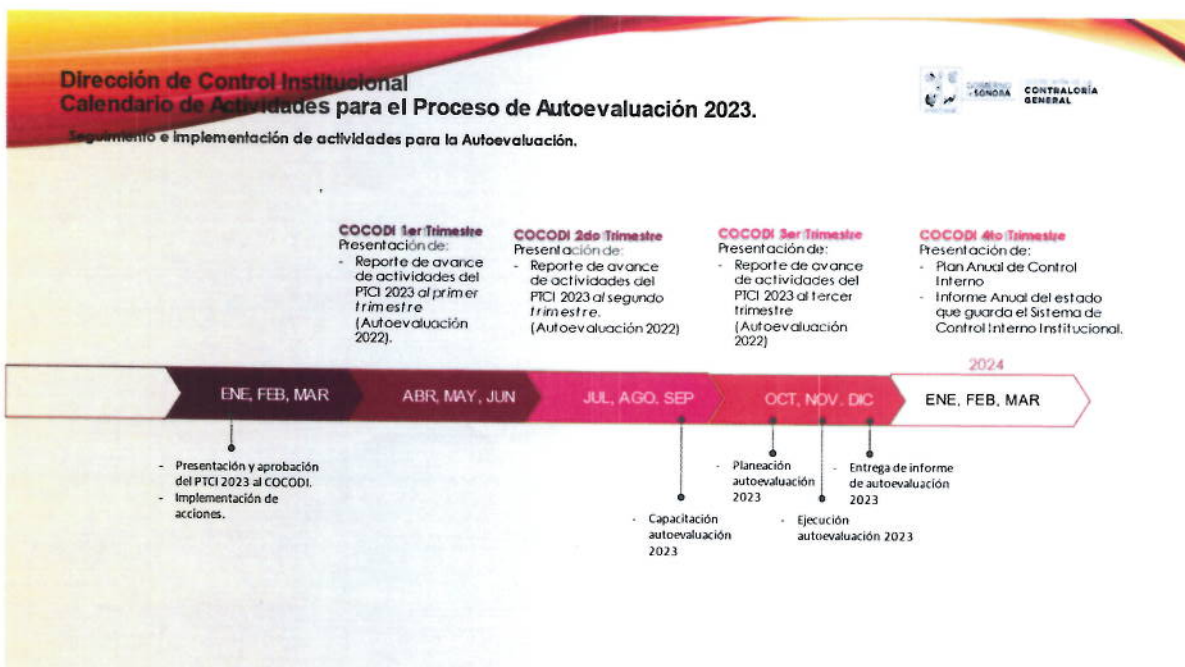 Dirección de Control Institucional
Calendario de Actividades para el Proceso de Autoevaluación 2023.
Seguimiento e implementación de actividades para la Autoevaluación.
GOBIERNO
DE SONORA
CONTRALORÍA
GENERAL
COCODI 1er Trimestre
Presentación de:
- Reporte de avance
de actividades del
PTCI 2023 al primer
trimestre
(Autoevaluación
2022).
COCODI 2do Trimestre
Presentación de:
- Reporte de avance
de actividades del
PTCI 2023 al segundo
trimestre.
(Autoevaluación 2022)
COCODI 3er Trimestre
Presentación de:
- Reporte de avance
de actividades del
PTCI 2023 al tercer
trimestre
(Autoevaluación
2022)
COCODI 4to Trimestre
Presentación de:
- Plan Anual de Control
Interno
- Informe Anual del estado
que guarda el Sistema de
Control Interno Institucional.
2024
ENE, FEB, MAR
ABR, MAY, JUN
JUL, AGO, SEP
OCT, NOV. DIC
ENE, FEB, MAR
- Presentación y aprobación
del PTCI 2023 al COCODI.
- Implementación de
acciones.
- Capacitación
autoevaluación
2023
- Planeación
autoevaluación
2023
- Ejecución
autoevaluación 2023
- Entrega de informe
de autoevaluación
2023